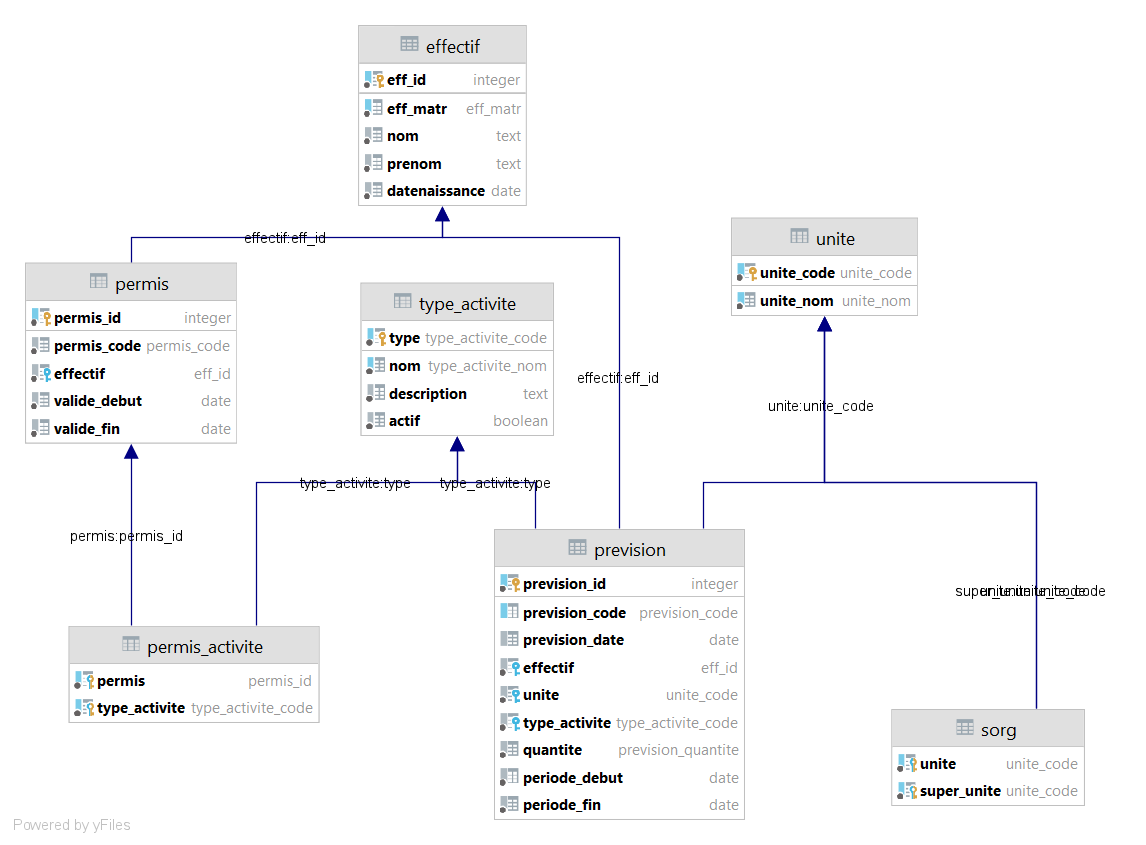 effectif
eff_id integer
eff_matr eff_matr
nom text
prenom text
datenaissance date
effectif:eff_id
unite
unite_code unite_code
unite_nom unite_nom
permis
permis_id integer
permis_code permis_code
effectif eff_id
valide_debut date
valide_fin date
type_activite
type type_activite_code
nom type_activite_nom
description text
actif boolean
effectif:eff_id
unite:unite_code
type_activite:type
type_activite:type
permis:permis_id
prevision
prevision_id integer
prevision_code prevision_code
prevision_date date
effectif eff_id
unite unite_code
type_activite type_activite_code
quantite prevision_quantite
periode_debut date
periode_fin date
permis_activite
permis permis_id
type_activite type_activite_code
super_unite:unite_code
unite:unite_code
sorg
unite unite_code
super_unite unite_code
Powered by yFiles